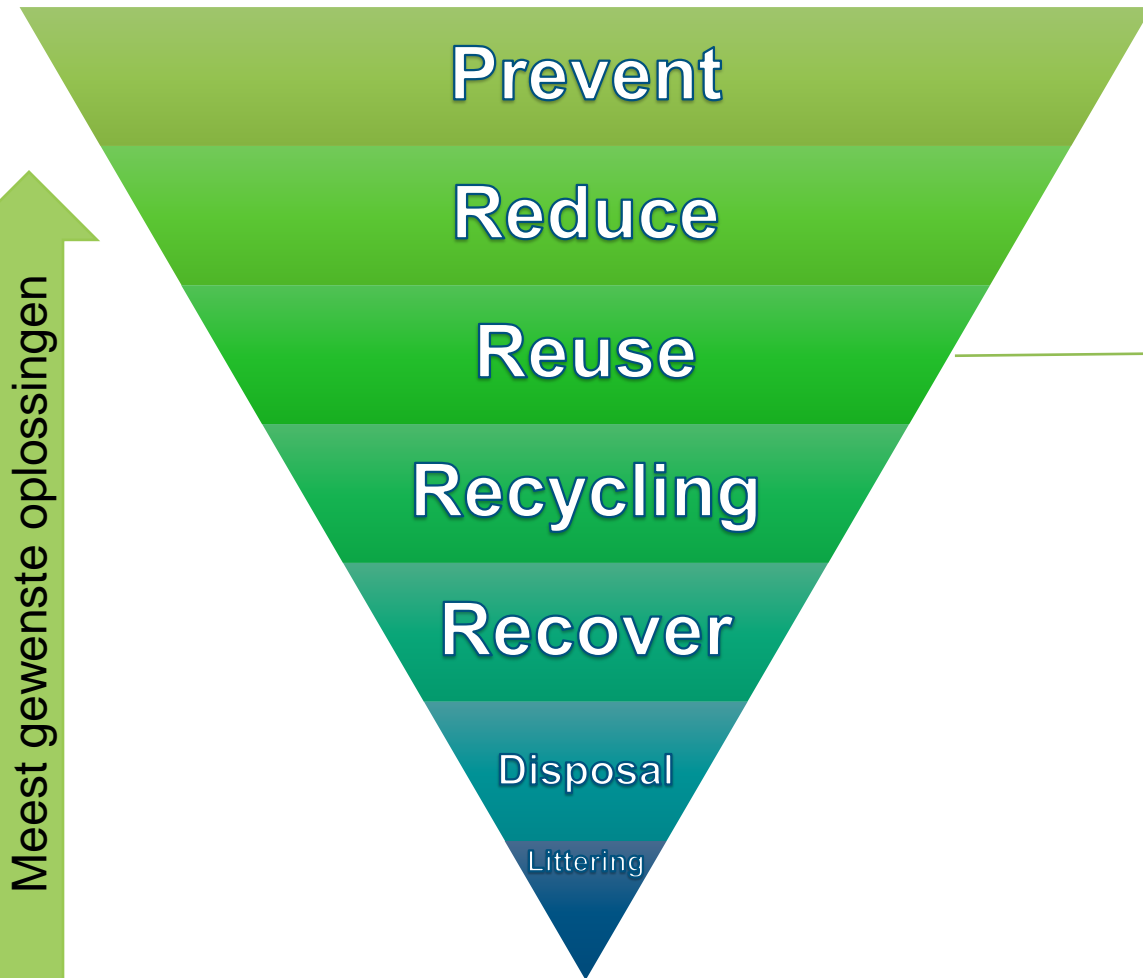 Prevent
Reduce
Reuse
Recycling
Recover
Disposal
Littering
Meest gewenste oplossingen